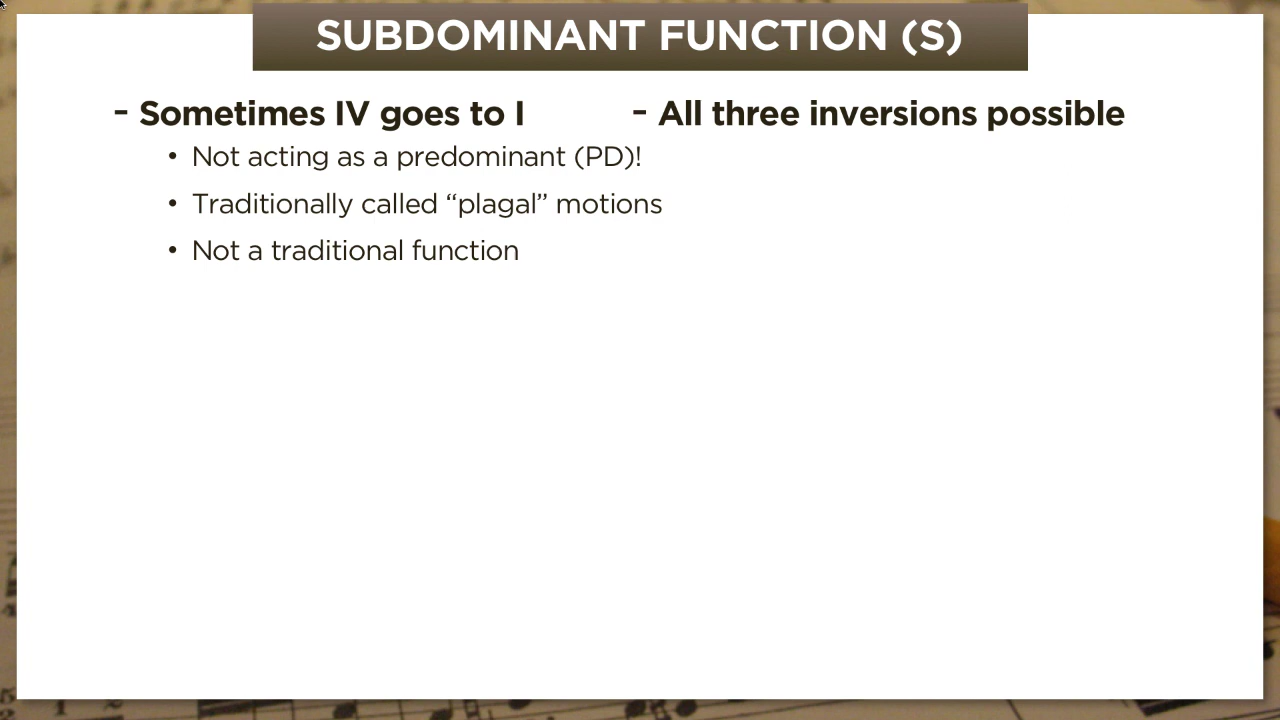 SUBDOMINANT FUNCTION (S)
- Sometimes IV goes to I
• Not acting as a predominant (PD)!
• Traditionally called “plagal” motions
• Not a traditional function
- All three inversions possible